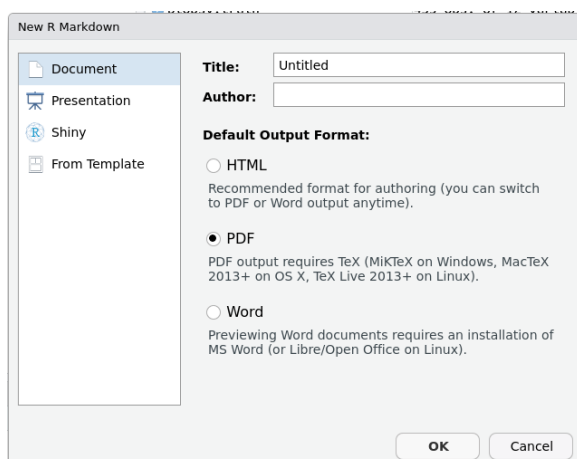 New R Markdown
Document
Presentation
Shiny
From Template
Title: Untitled
Author:
Default Output Format:
HTML
Recommended format for authoring (you can switch
to PDF or Word output anytime).
PDF
PDF output requires TeX (MiKTeX on Windows, MacTeX
2013+ on OS X, TeX Live 2013+ on Linux).
Word
Previewing Word documents requires an installation of
MS Word (or Libre/Open Office on Linux).
OK Cancel